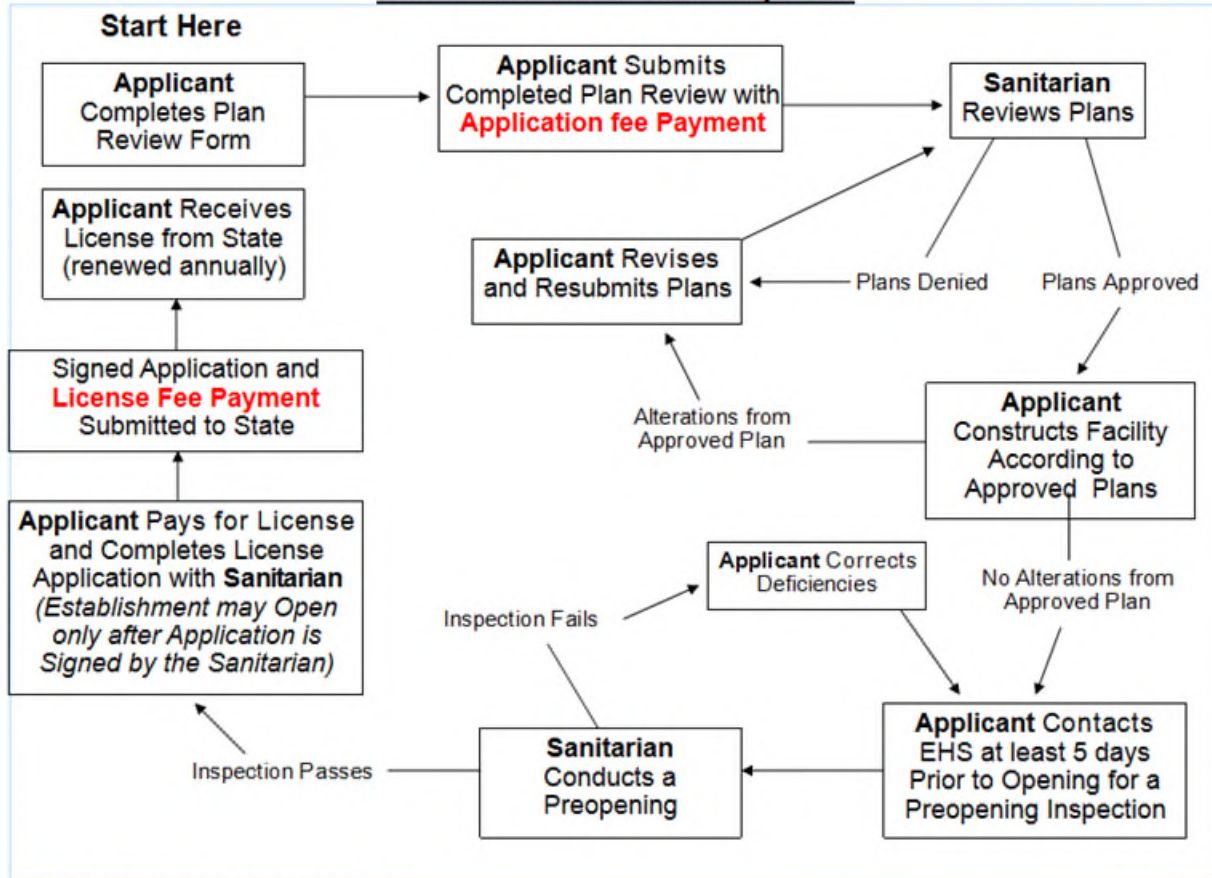 Start Here
Applicant
Completes Plan
Review Form
Applicant Submits
Completed Plan Review with
Application fee Payment
Sanitarian
Reviews Plans
Applicant Receives
License from State
(renewed annually)
Applicant Revises
and Resubmits Plans
Plans Denied
Plans Approved
Signed Application and
License Fee Payment
Submitted to State
Alterations from
Approved Plan
Applicant
Constructs Facility
According to
Approved Plans
Applicant Pays for License
and Completes License
Application with Sanitarian
(Establishment may Open
only after Application is
Signed by the Sanitarian)
Applicant Corrects
Deficiencies
No Alterations from
Approved Plan
Inspection Fails
Inspection Passes
Sanitarian
Conducts a
Preopening
Applicant Contacts
EHS at least 5 days
Prior to Opening for a
Preopening Inspection